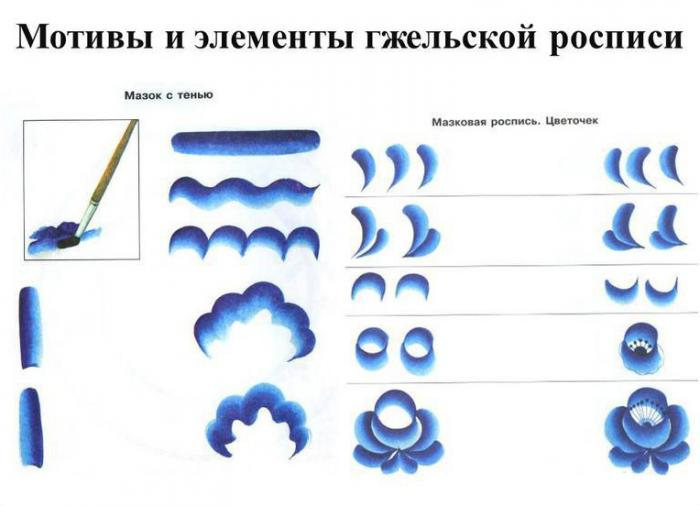 Мотивы и элементы гжельской росписи
Мазок с тенью
Мазковая роспись. Цветочек